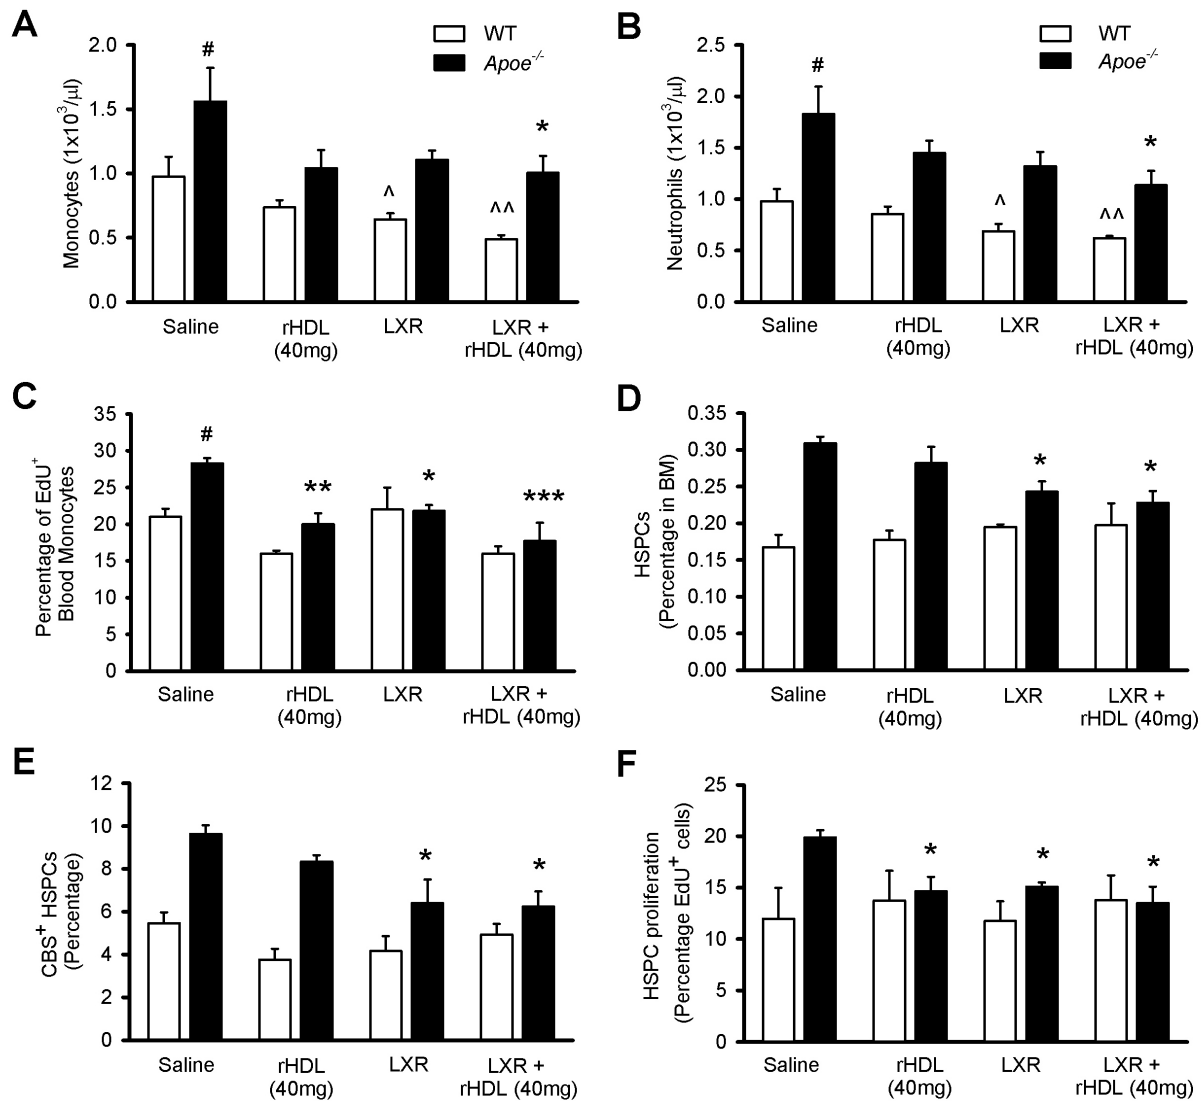 A
WT
Apoe-/-
Monocytes (1x10³/µl)
2.0
1.5
1.0
0.5
0.0
#
^
^^
*
Saline
rHDL
(40mg)
LXR
LXR +
rHDL (40mg)
B
WT
Apoe-/-
Neutrophils (1x10³/µl)
2.5
2.0
1.5
1.0
0.5
0.0
#
^
^^
*
Saline
rHDL
(40mg)
LXR
LXR +
rHDL (40mg)
C
Percentage of EdU⁺
Blood Monocytes
35
30
25
20
15
10
5
0
#
**
*
***
Saline
rHDL
(40mg)
LXR
LXR +
rHDL (40mg)
D
HSPCs
(Percentage in BM)
0.35
0.30
0.25
0.20
0.15
0.10
0.05
0.00
*
*
Saline
rHDL
(40mg)
LXR
LXR +
rHDL (40mg)
E
CBS⁺ HSPCs
(Percentage)
12
10
8
6
4
2
0
*
*
Saline
rHDL
(40mg)
LXR
LXR +
rHDL (40mg)
F
HSPC proliferation
(Percentage EdU⁺ cells)
25
20
15
10
5
0
*
*
*
Saline
rHDL
(40mg)
LXR
LXR +
rHDL (40mg)